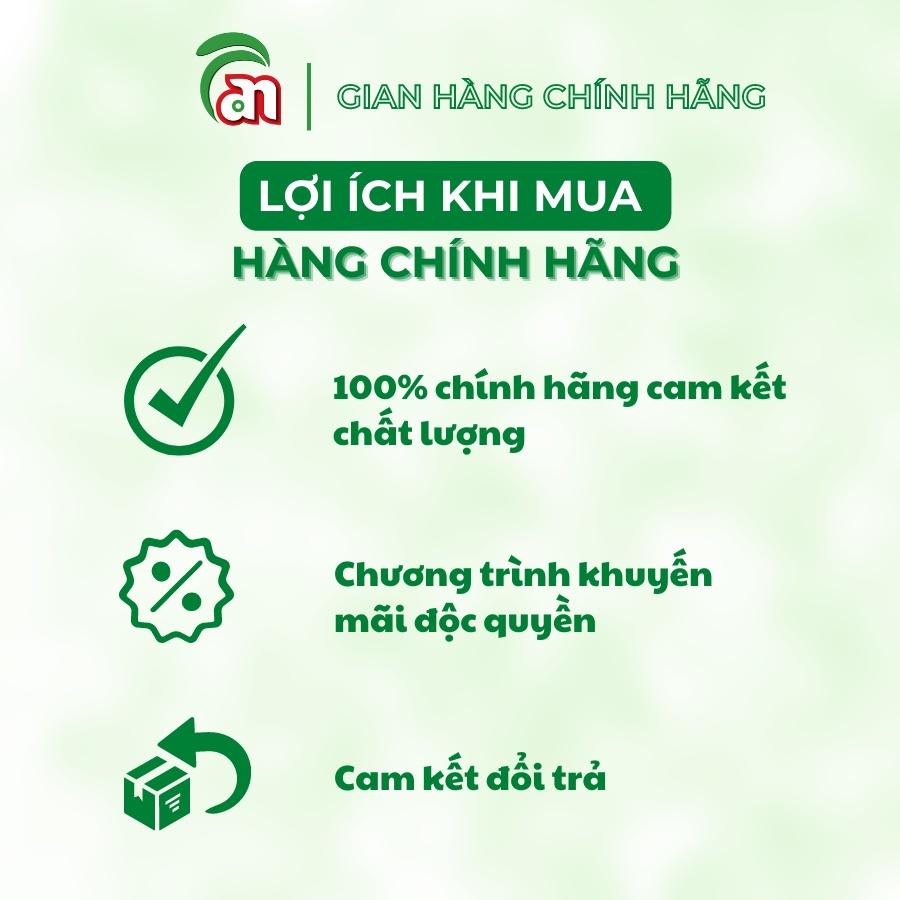 an
GIAN HÀNG CHÍNH HÃNG
LỢI ÍCH KHI MUA
HÀNG CHÍNH HÃNG
100% chính hãng cam kết
chất lượng
Chương trình khuyến
mãi độc quyền
Cam kết đổi trả